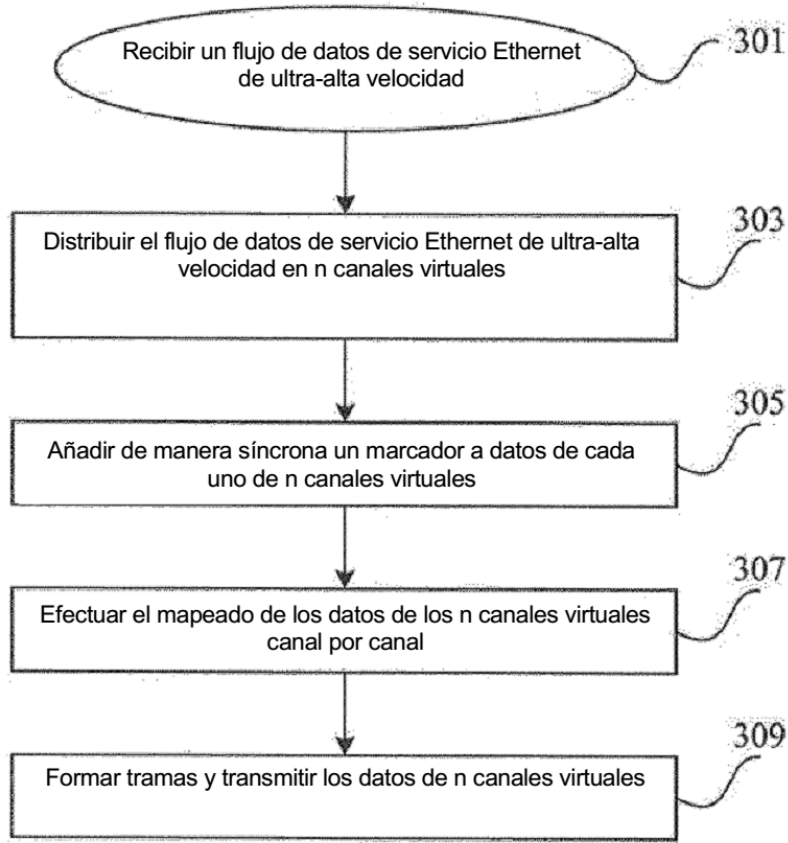 Recibir un flujo de datos de servicio Ethernet
de ultra-alta velocidad
301
Distribuir el flujo de datos de servicio Ethernet de ultra-alta
velocidad en n canales virtuales
303
Añadir de manera síncrona un marcador a datos de cada
uno de n canales virtuales
305
Efectuar el mapeado de los datos de los n canales virtuales
canal por canal
307
Formar tramas y transmitir los datos de n canales virtuales
309